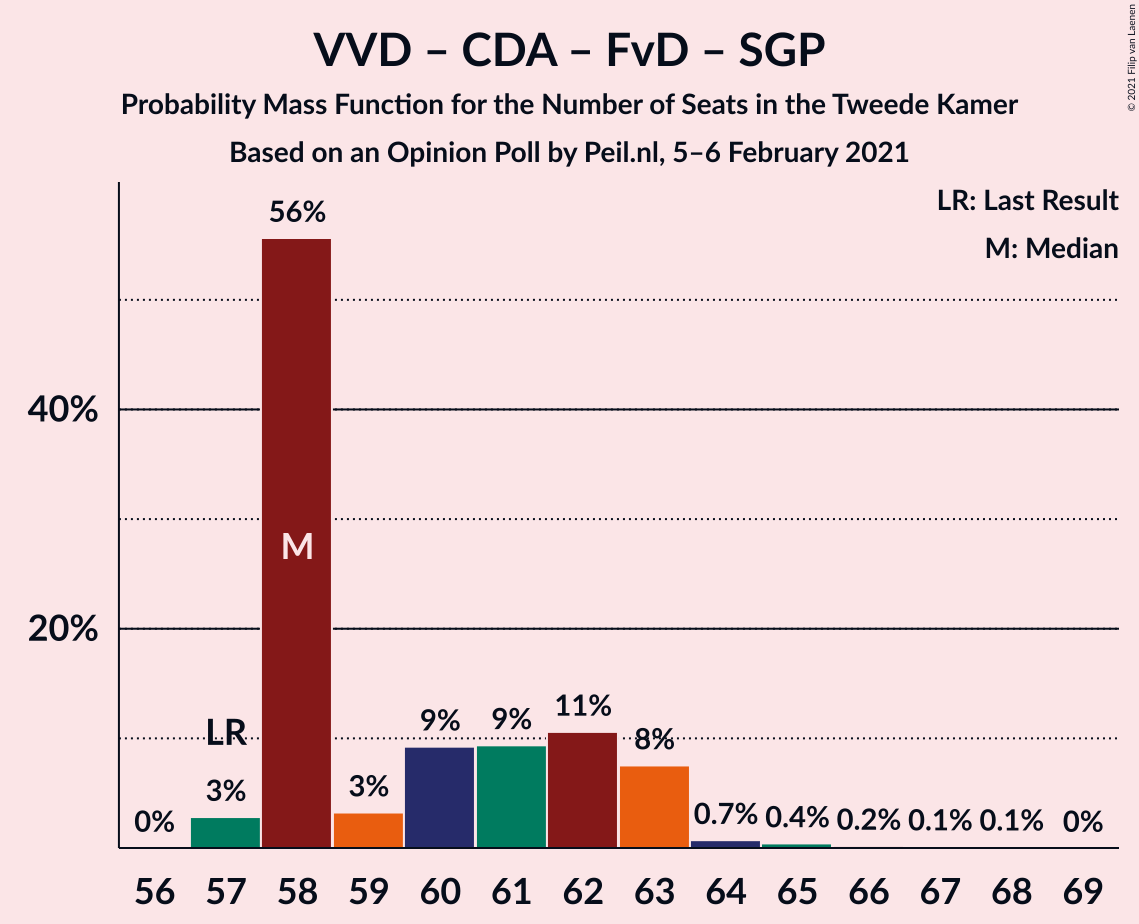 VVD – CDA – FvD – SGP
Probability Mass Function for the Number of Seats in the Tweede Kamer
Based on an Opinion Poll by Peil.nl, 5–6 February 2021
© 2021 Filip van Laenen
LR: Last Result
M: Median
40%
20%
0%
3%
56%
3%
9%
9%
11%
8%
0.7%
0.4%
0.2%
0.1%
0.1%
0%
LR
M
56 57 58 59 60 61 62 63 64 65 66 67 68 69